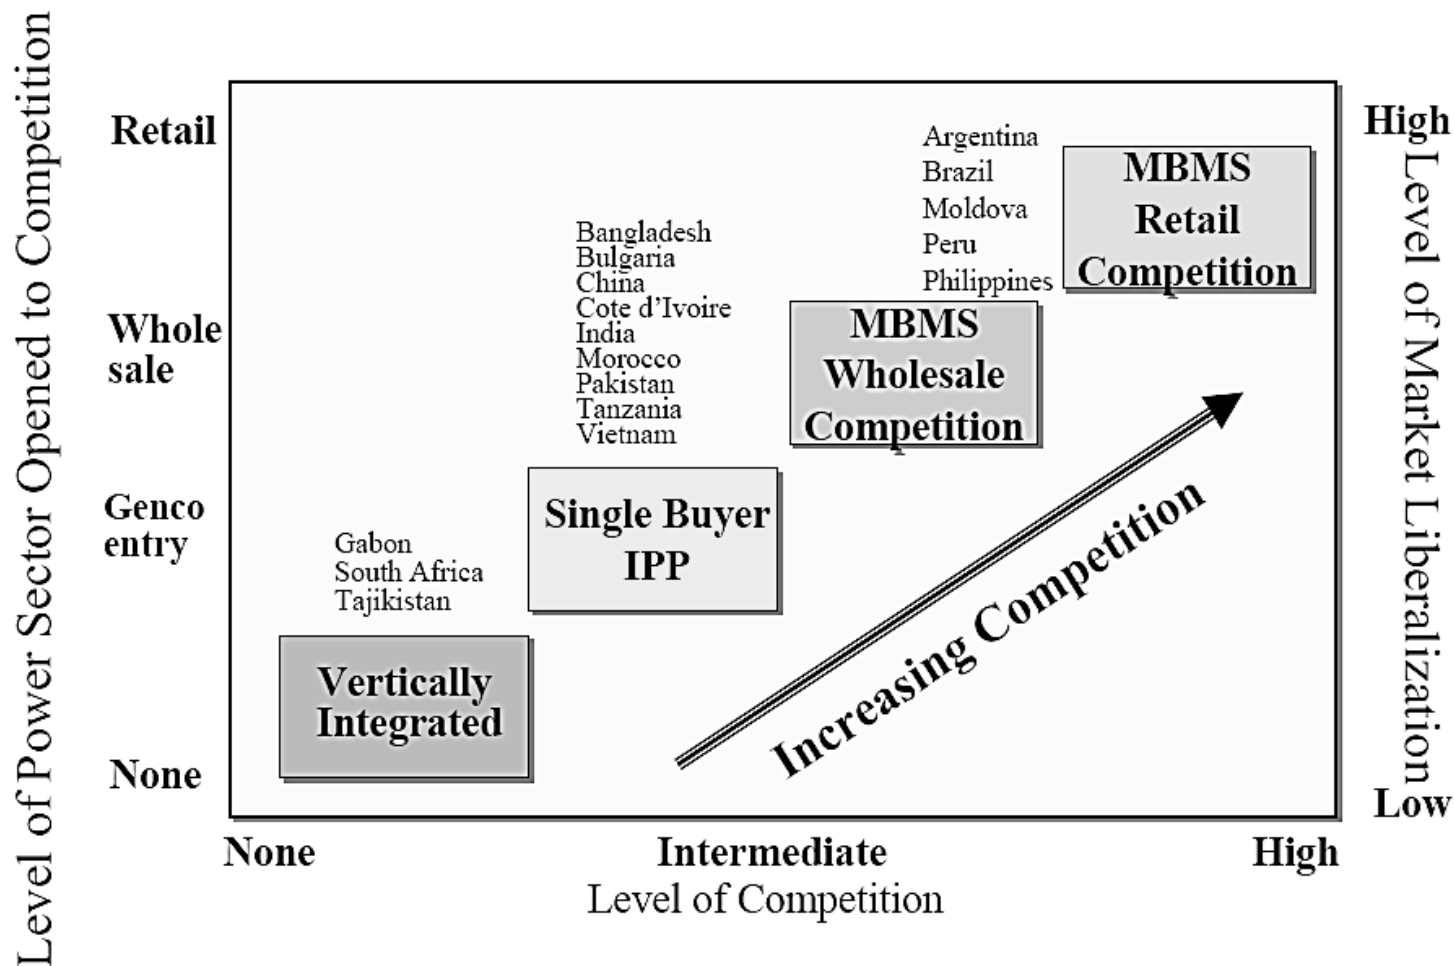 Level of Power Sector Opened to Competition
Retail
Whole
sale
Genco
entry
None
Argentina
Brazil
Moldova
Peru
Philippines
MBMS
Retail
Competition
Bangladesh
Bulgaria
China
Cote d'Ivoire
India
Morocco
Pakistan
Tanzania
Vietnam
MBMS
Wholesale
Competition
Gabon
South Africa
Tajikistan
Single Buyer
IPP
Vertically
Integrated
Increasing Competition
High
Level of Market Liberalization
Low
None
Intermediate
High
Level of Competition